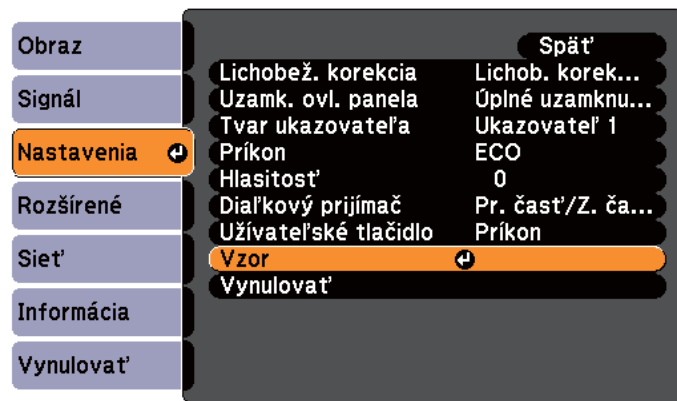 Obraz
Signál
Nastavenia
Rozšírené
Sieť
Informácia
Vynulovať
Späť
Lichobež. korekcia Lichob. korek...
Uzamk. ovl. panela Úplné uzamknu...
Tvar ukazovateľa Ukazovateľ 1
Príkon ECO
Hlasitosť 0
Diaľkový prijímač Pr. časť/Z. ča...
Užívateľské tlačidlo Príkon
Vzor
Vynulovať